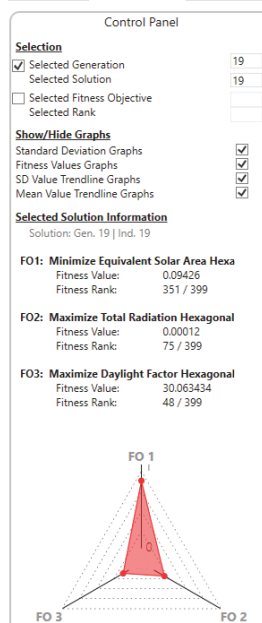 Control Panel
Selection
Selected Generation 19
Selected Solution 19
Selected Fitness Objective
Selected Rank
Show/Hide Graphs
Standard Deviation Graphs
Fitness Values Graphs
SD Value Trendline Graphs
Mean Value Trendline Graphs
Selected Solution Information
Solution: Gen. 19 | Ind. 19
FO1: Minimize Equivalent Solar Area Hexa
Fitness Value: 0.09426
Fitness Rank: 351 / 399
FO2: Maximize Total Radiation Hexagonal
Fitness Value: 0.00012
Fitness Rank: 75 / 399
FO3: Maximize Daylight Factor Hexagonal
Fitness Value: 30.063434
Fitness Rank: 48 / 399
FO 1
FO 3 FO 2